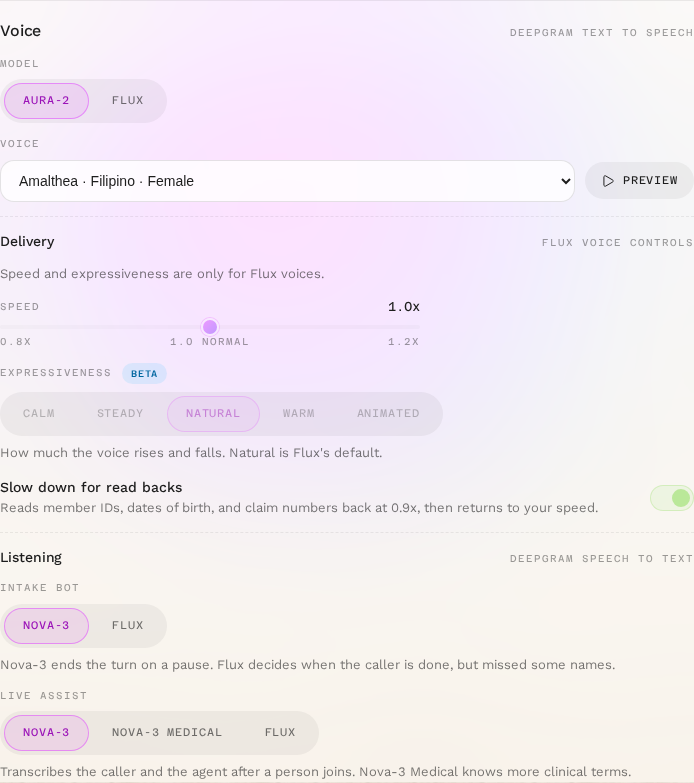 Voice
DEEPGRAM TEXT TO SPEECH
MODEL
AURA-2
FLUX
VOICE
Amalthea · Filipino · Female
PREVIEW
Delivery
FLUX VOICE CONTROLS
Speed and expressiveness are only for Flux voices.
SPEED
1.0x
0.8X
1.0 NORMAL
1.2X
EXPRESSIVENESS
BETA
CALM
STEADY
NATURAL
WARM
ANIMATED
How much the voice rises and falls. Natural is Flux's default.
Slow down for read backs
Reads member IDs, dates of birth, and claim numbers back at 0.9x, then returns to your speed.
Listening
DEEPGRAM SPEECH TO TEXT
INTAKE BOT
NOVA-3
FLUX
Nova-3 ends the turn on a pause. Flux decides when the caller is done, but missed some names.
LIVE ASSIST
NOVA-3
NOVA-3 MEDICAL
FLUX
Transcribes the caller and the agent after a person joins. Nova-3 Medical knows more clinical terms.